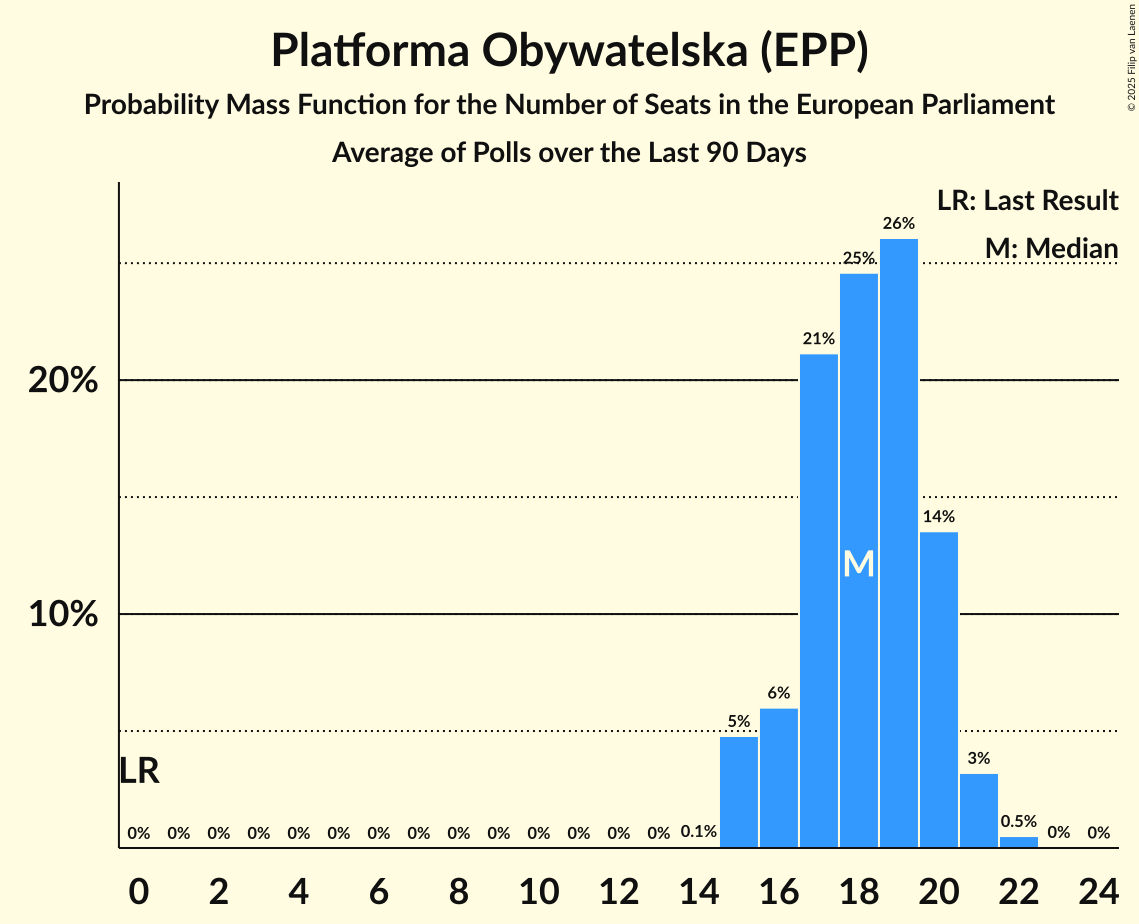 Platforma Obywatelska (EPP)
Probability Mass Function for the Number of Seats in the European Parliament
Average of Polls over the Last 90 Days
© 2025 Filip van Laenen
LR: Last Result
M: Median
26%
25%
21%
20%
14%
M
10%
6%
5%
3%
LR
0% 0% 0% 0% 0% 0% 0% 0% 0% 0% 0% 0% 0% 0% 0.1% 0.5% 0% 0%
0 2 4 6 8 10 12 14 16 18 20 22 24